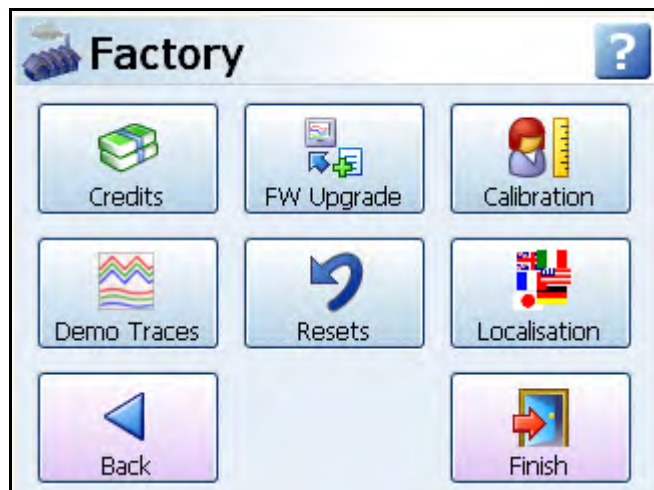 Factory
?
Credits
FW Upgrade
Calibration
Demo Traces
Resets
Localisation
Back
Finish